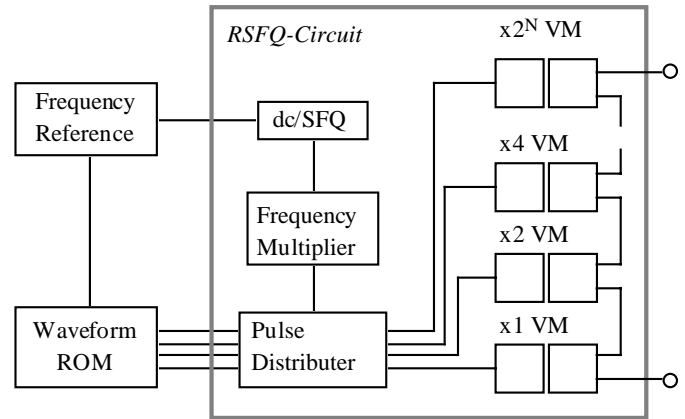 RSFQ-Circuit
x2ᴺ VM
Frequency
Reference
dc/SFQ
x4 VM
Frequency
Multiplier
x2 VM
x1 VM
Waveform
ROM
Pulse
Distributer